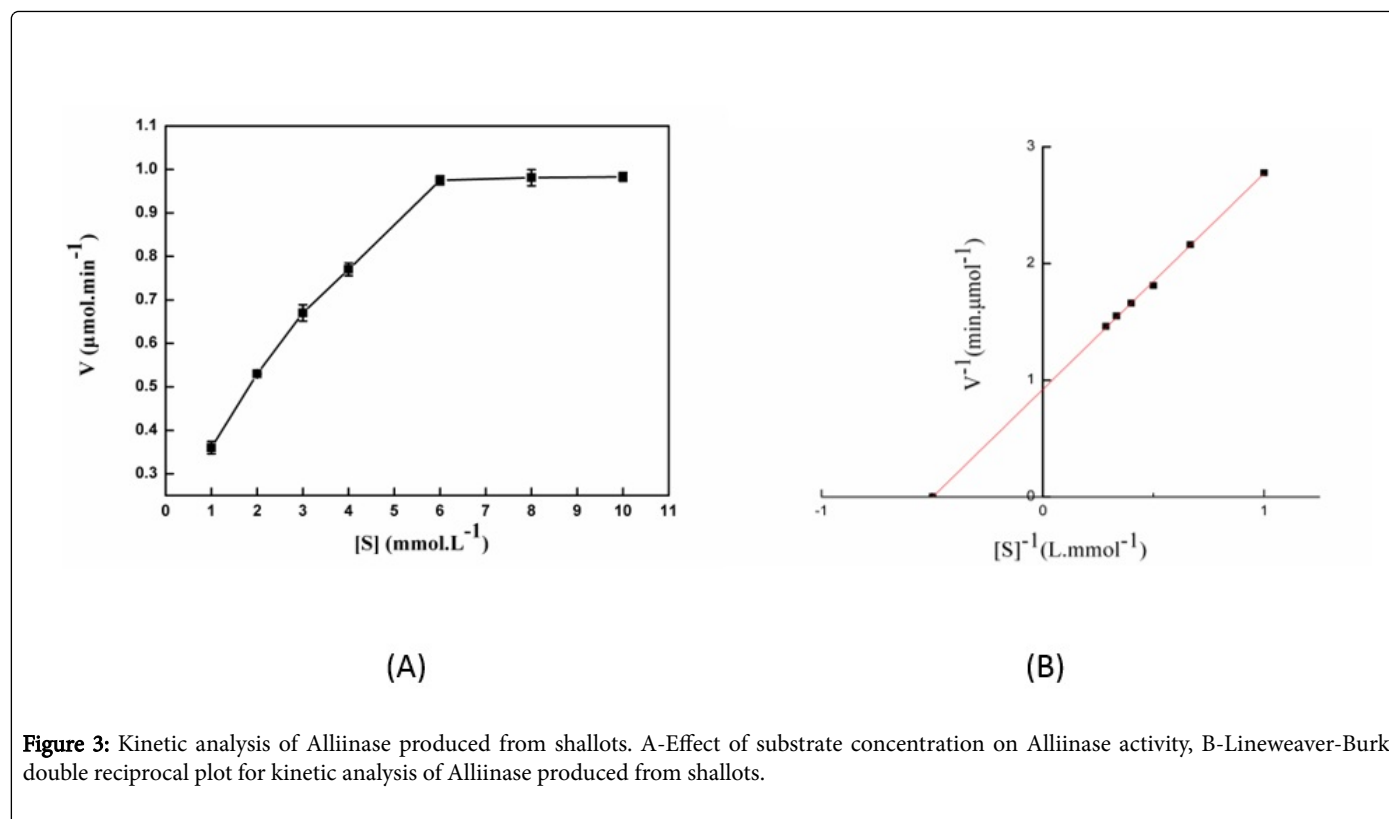 1.1
1.0
0.9
0.8
0.7
0.6
0.5
0.4
0.3
V (μmol.min⁻¹)
0 1 2 3 4 5 6 7 8 9 10 11
[S] (mmol.L⁻¹)
(A)
3
2
1
0
V⁻¹(min.μmol⁻¹)
-1 0 1
[S]⁻¹(L.mmol⁻¹)
(B)
Figure 3: Kinetic analysis of Alliinase produced from shallots. A-Effect of substrate concentration on Alliinase activity, B-Lineweaver-Burk
double reciprocal plot for kinetic analysis of Alliinase produced from shallots.